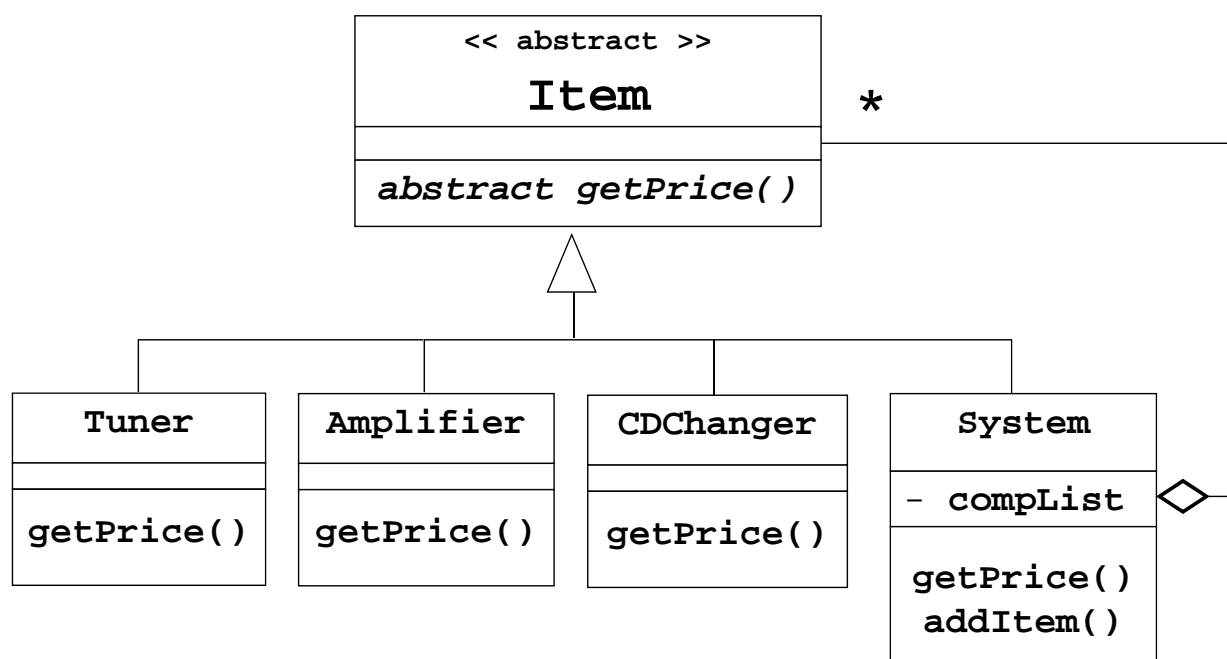 << abstract >>
Item
*
abstract getPrice()
Tuner
Amplifier
CDChanger
System
- compList
getPrice()
getPrice()
getPrice()
getPrice()
addItem()